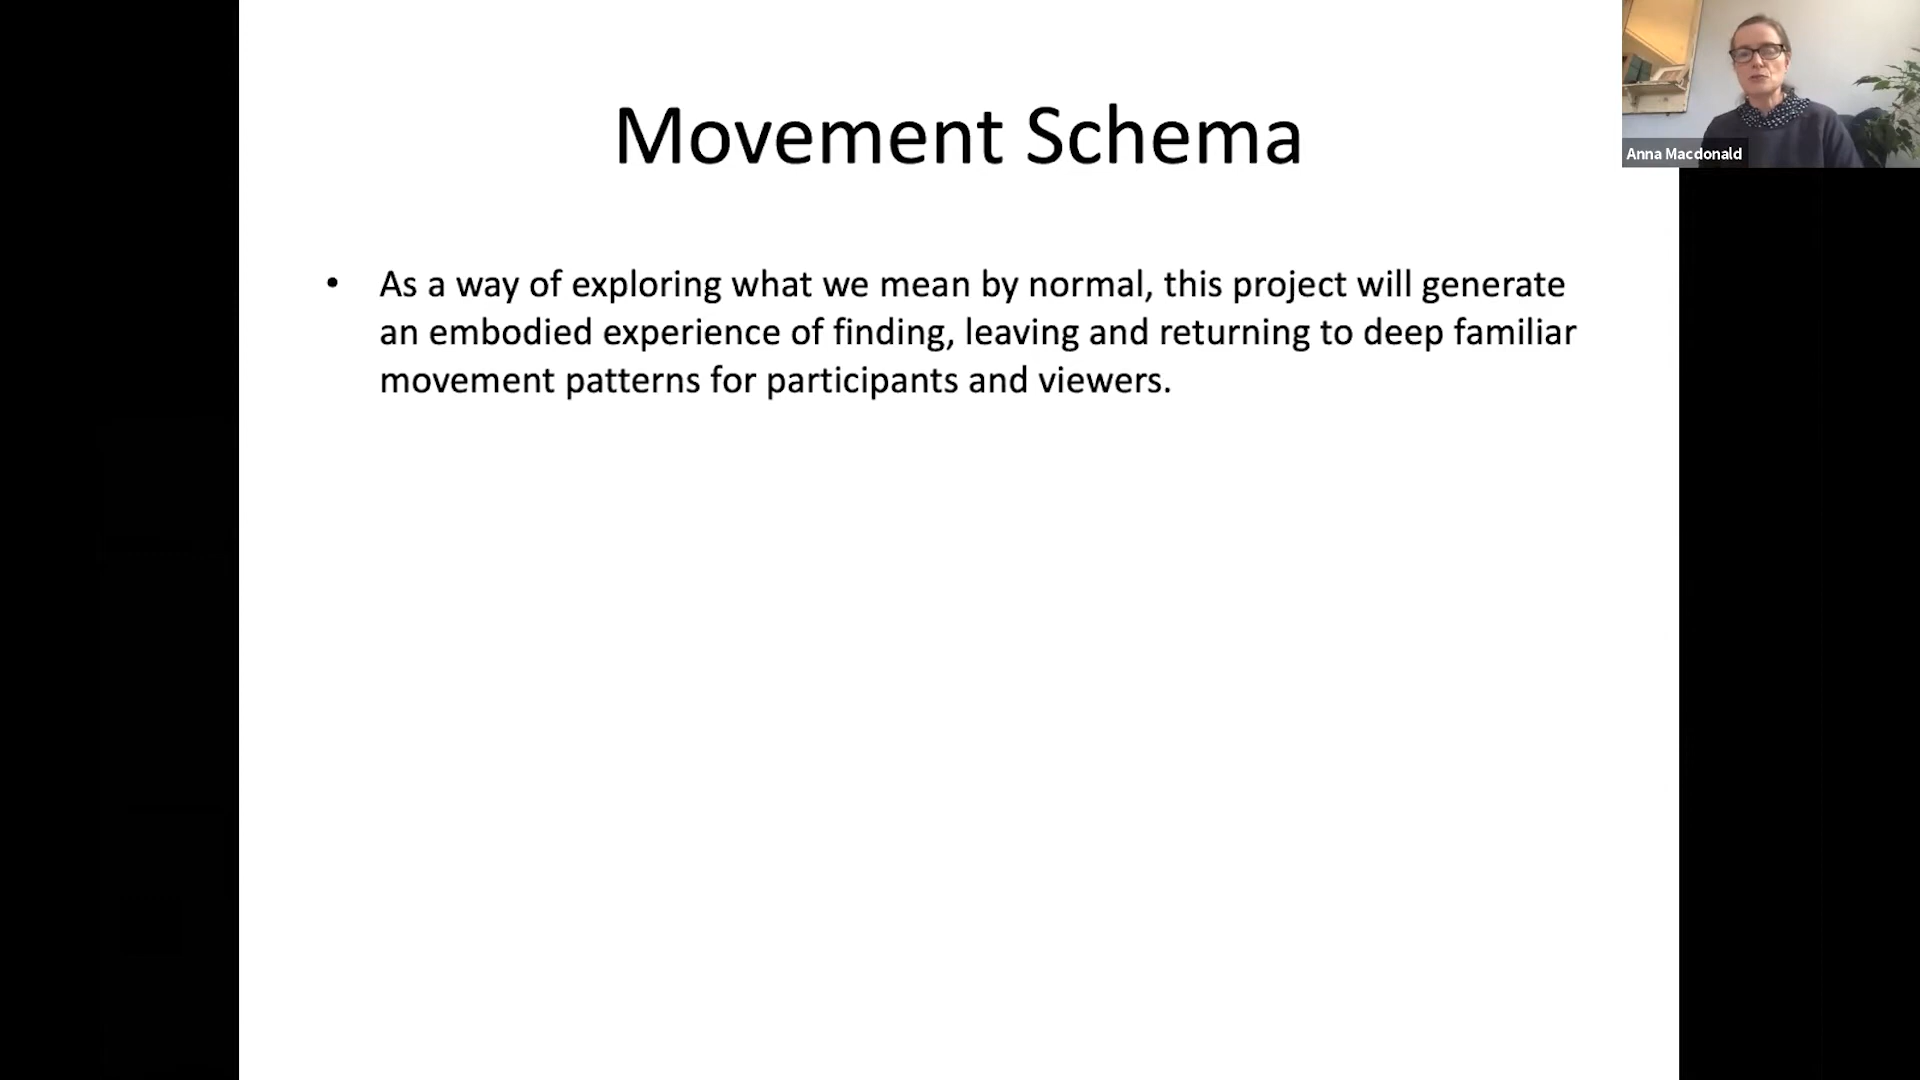 Movement Schema
Anna Macdonald
• As a way of exploring what we mean by normal, this project will generate
an embodied experience of finding, leaving and returning to deep familiar
movement patterns for participants and viewers.